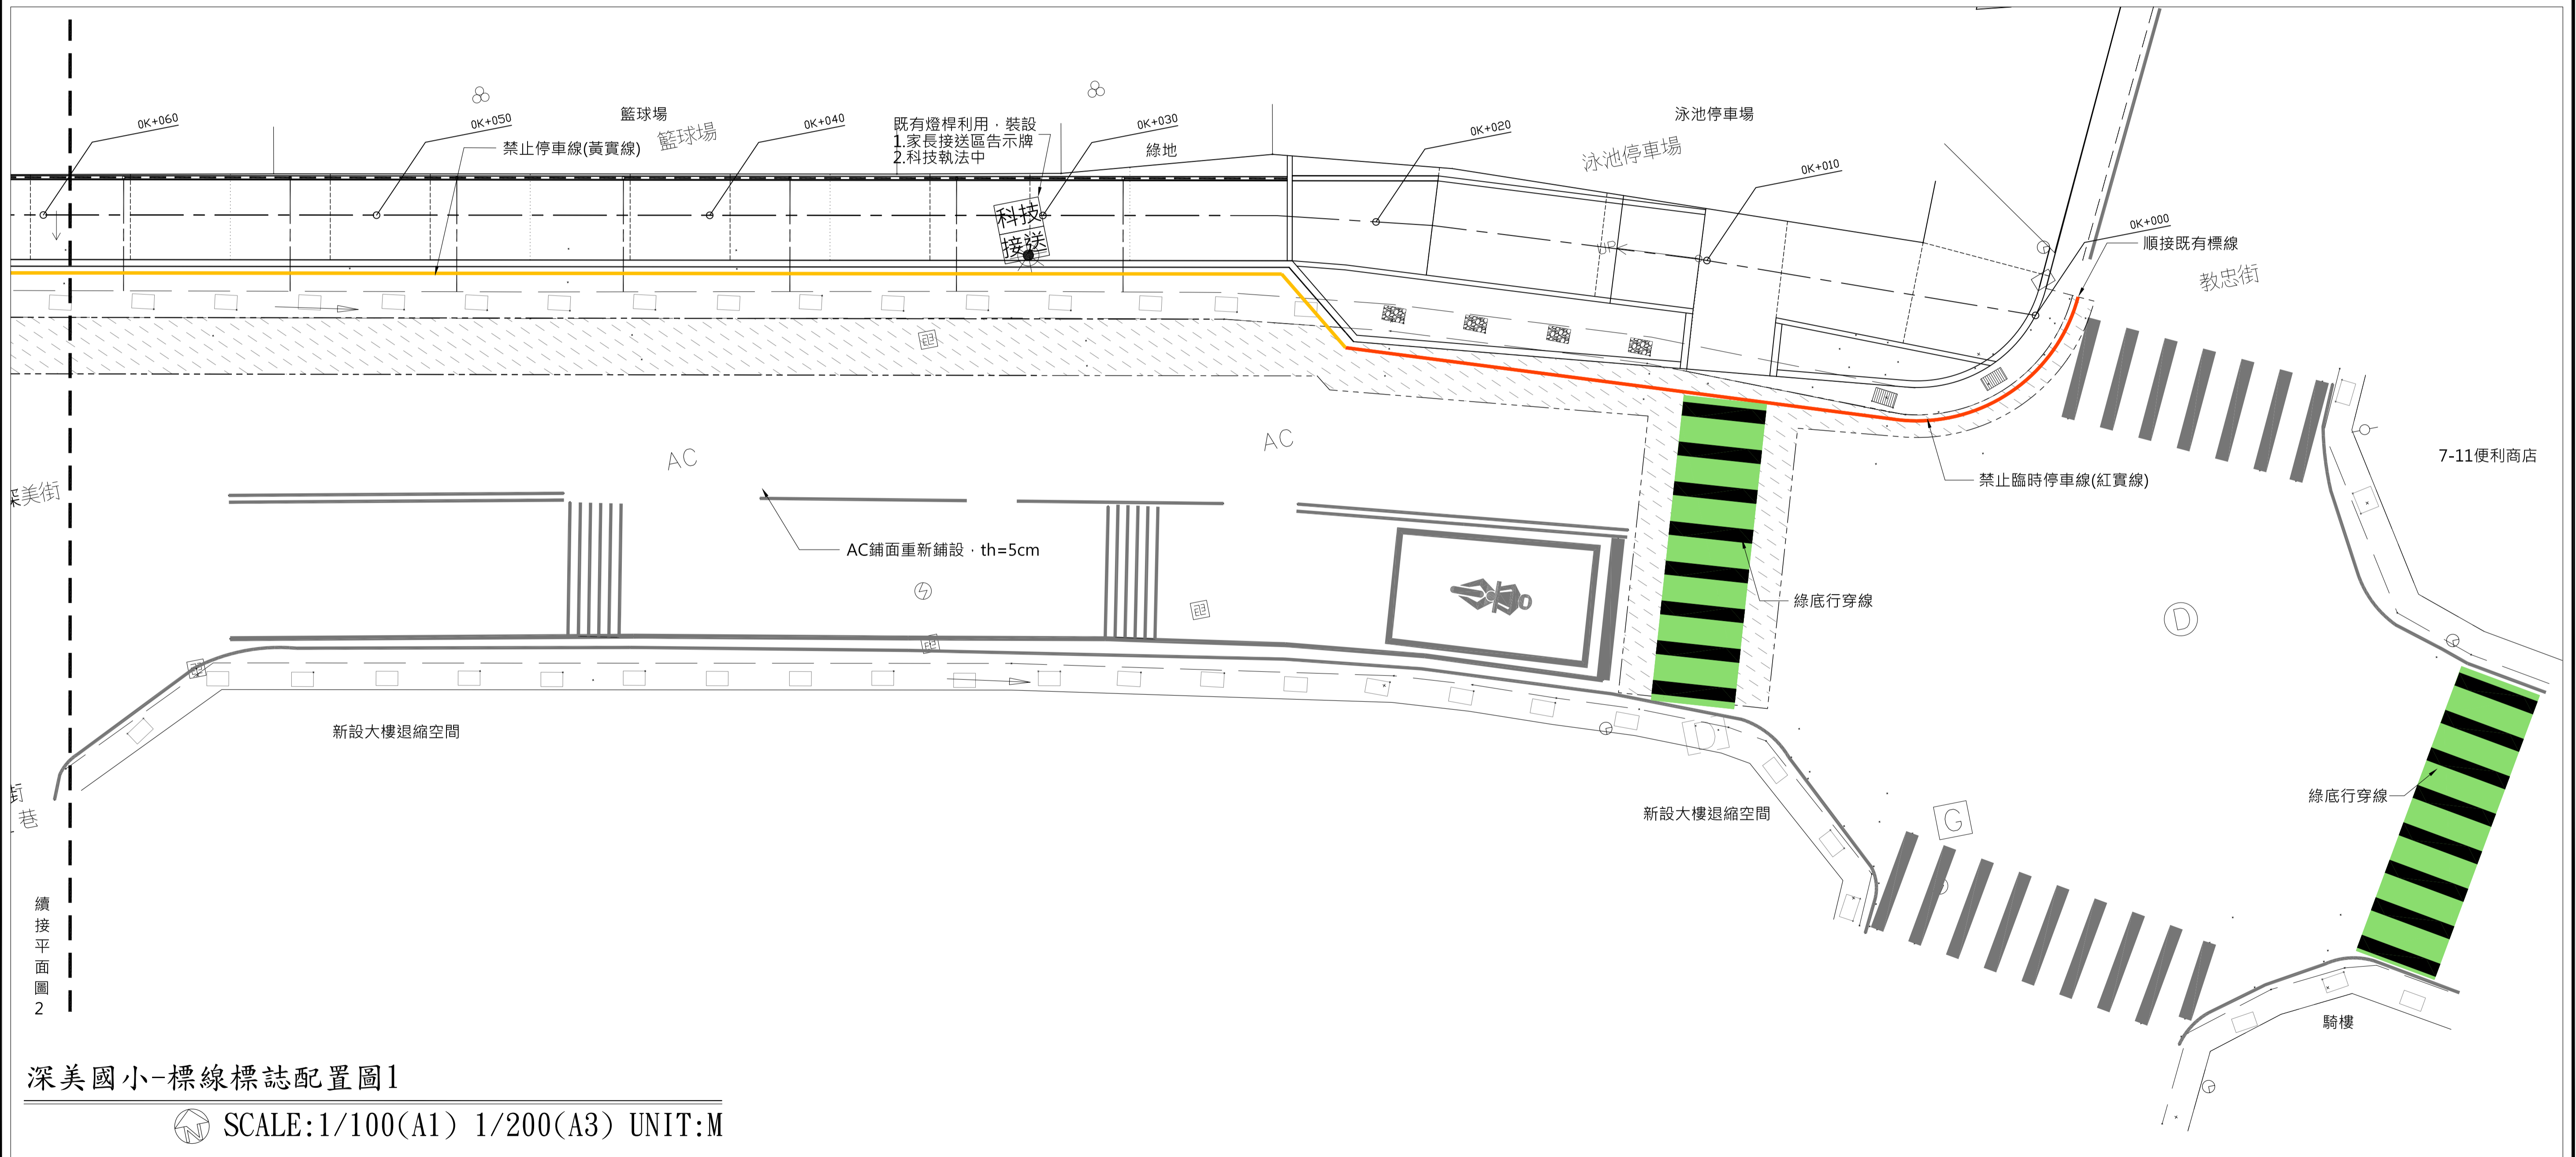 0K+060
0K+050
籃球場
籃球場
0K+040
既有燈桿利用，裝設
1.家長接送區告示牌
2.科技執法中
0K+030
綠地
0K+020
泳池停車場
泳池停車場
0K+010
0K+000
順接既有標線
教忠街
禁止停車線(黃實線)
科技
接送
UP
AC
AC
7-11便利商店
禁止臨時停車線(紅實線)
深美街
AC鋪面重新鋪設，th=5cm
綠底行穿線
D
新設大樓退縮空間
D
綠底行穿線
街
巷
新設大樓退縮空間
G
續接平面圖2
騎樓
深美國小-標線標誌配置圖1
N
SCALE:1/100(A1) 1/200(A3) UNIT:M